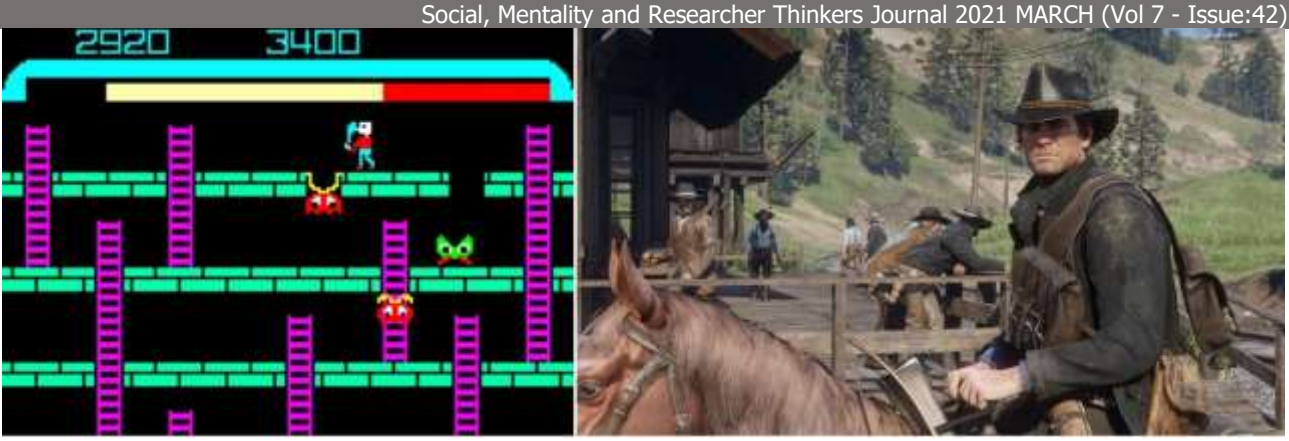 Social, Mentality and Researcher Thinkers Journal 2021 MARCH (Vol 7 - Issue:42)
2920 3400